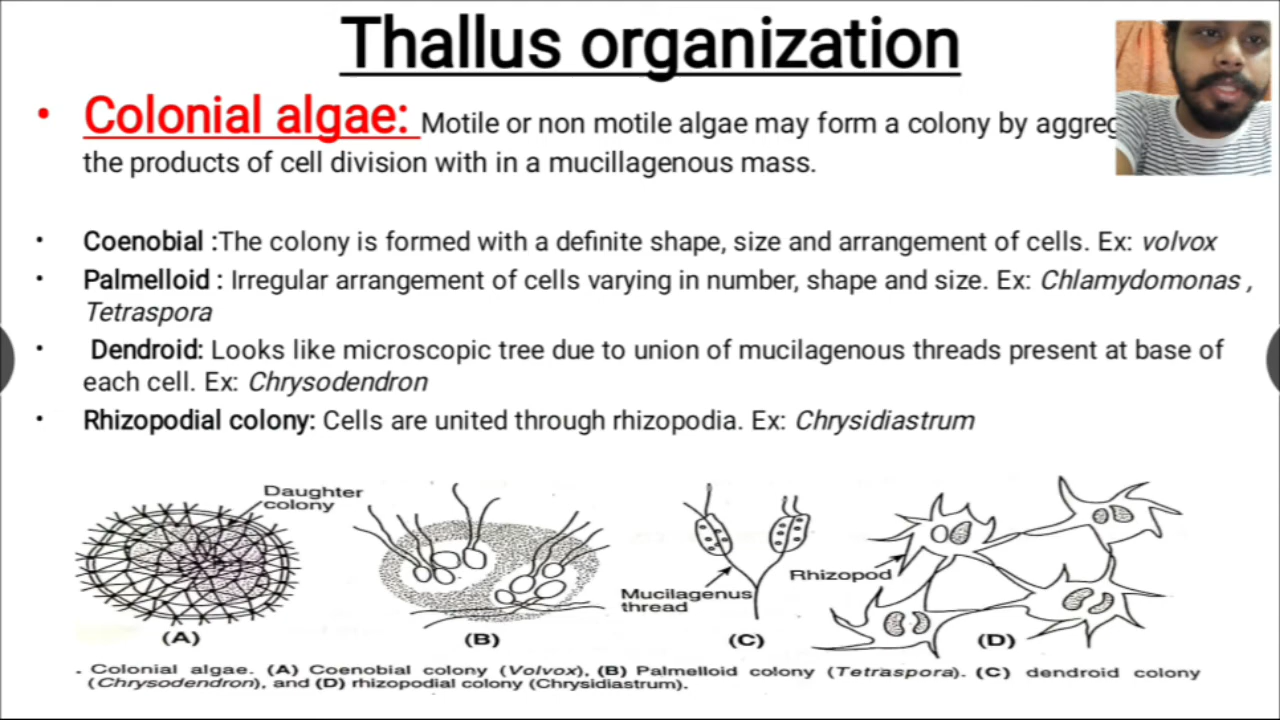 Thallus organization
• Colonial algae: Motile or non motile algae may form a colony by
the products of cell division with in a mucillagenous mass.
• Coenobial :The colony is formed with a definite shape, size and arrangement of cells. Ex: volvox
• Palmelloid : Irregular arrangement of cells varying in number, shape and size. Ex: Chlamydomonas ,
Tetraspora
• Dendroid: Looks like microscopic tree due to union of mucilagenous threads present at base of
each cell. Ex: Chrysodendron
• Rhizopodial colony: Cells are united through rhizopodia. Ex: Chrysidiastrum
Daughter
colony
Mucilagenus
thread
Rhizopod
(A)
(B)
(C)
(D)
. Colonial algae. (A) Coenobial colony (Volvox), (B) Palmelloid colony (Tetraspora). (C) dendroid colony
(Chrysodendron), and (D) rhizopodial colony (Chrysidiastrum).